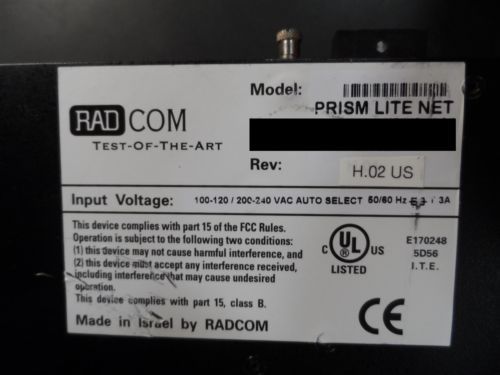 Model:
PRISM LITE NET
RAD COM
TEST-OF-THE-ART
Rev:
H.02 US
Input Voltage: 100-120 / 200-240 VAC AUTO SELECT 50/60 Hz 3A
This device complies with part 15 of the FCC Rules.
Operation is subject to the following two conditions:
(1) this device may not cause harmful interference, and
(2) this device must accept any interference received,
including interference that may cause undesired
operation.
This device complies with part 15, class B.
Made in Israel by RADCOM
C UL US
LISTED
E170248
5D56
I.T.E.
CE